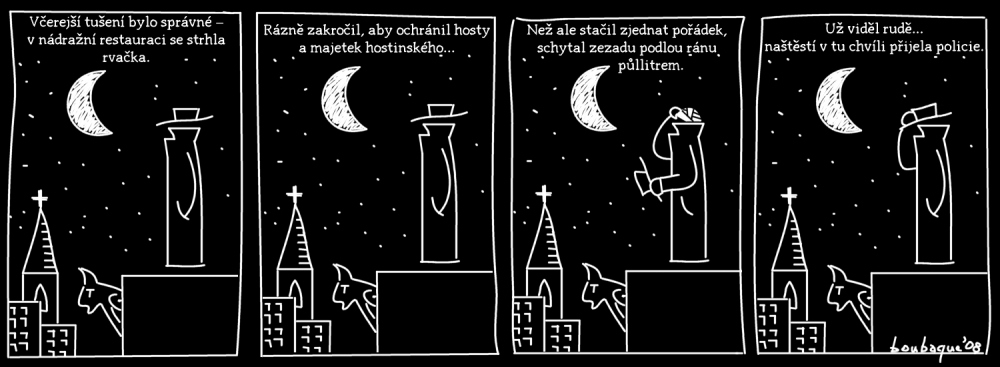 Včerejší tušení bylo správné –
v nádražní restauraci se strhla
rvačka.
Rázně zakročil, aby ochránil hosty
a majetek hostinského...
Než ale stačil zjednat pořádek,
schytal zezadu podlou ránu
půllitrem.
Už viděl rudě...
naštěstí v tu chvíli přijela policie.
boubaque'08